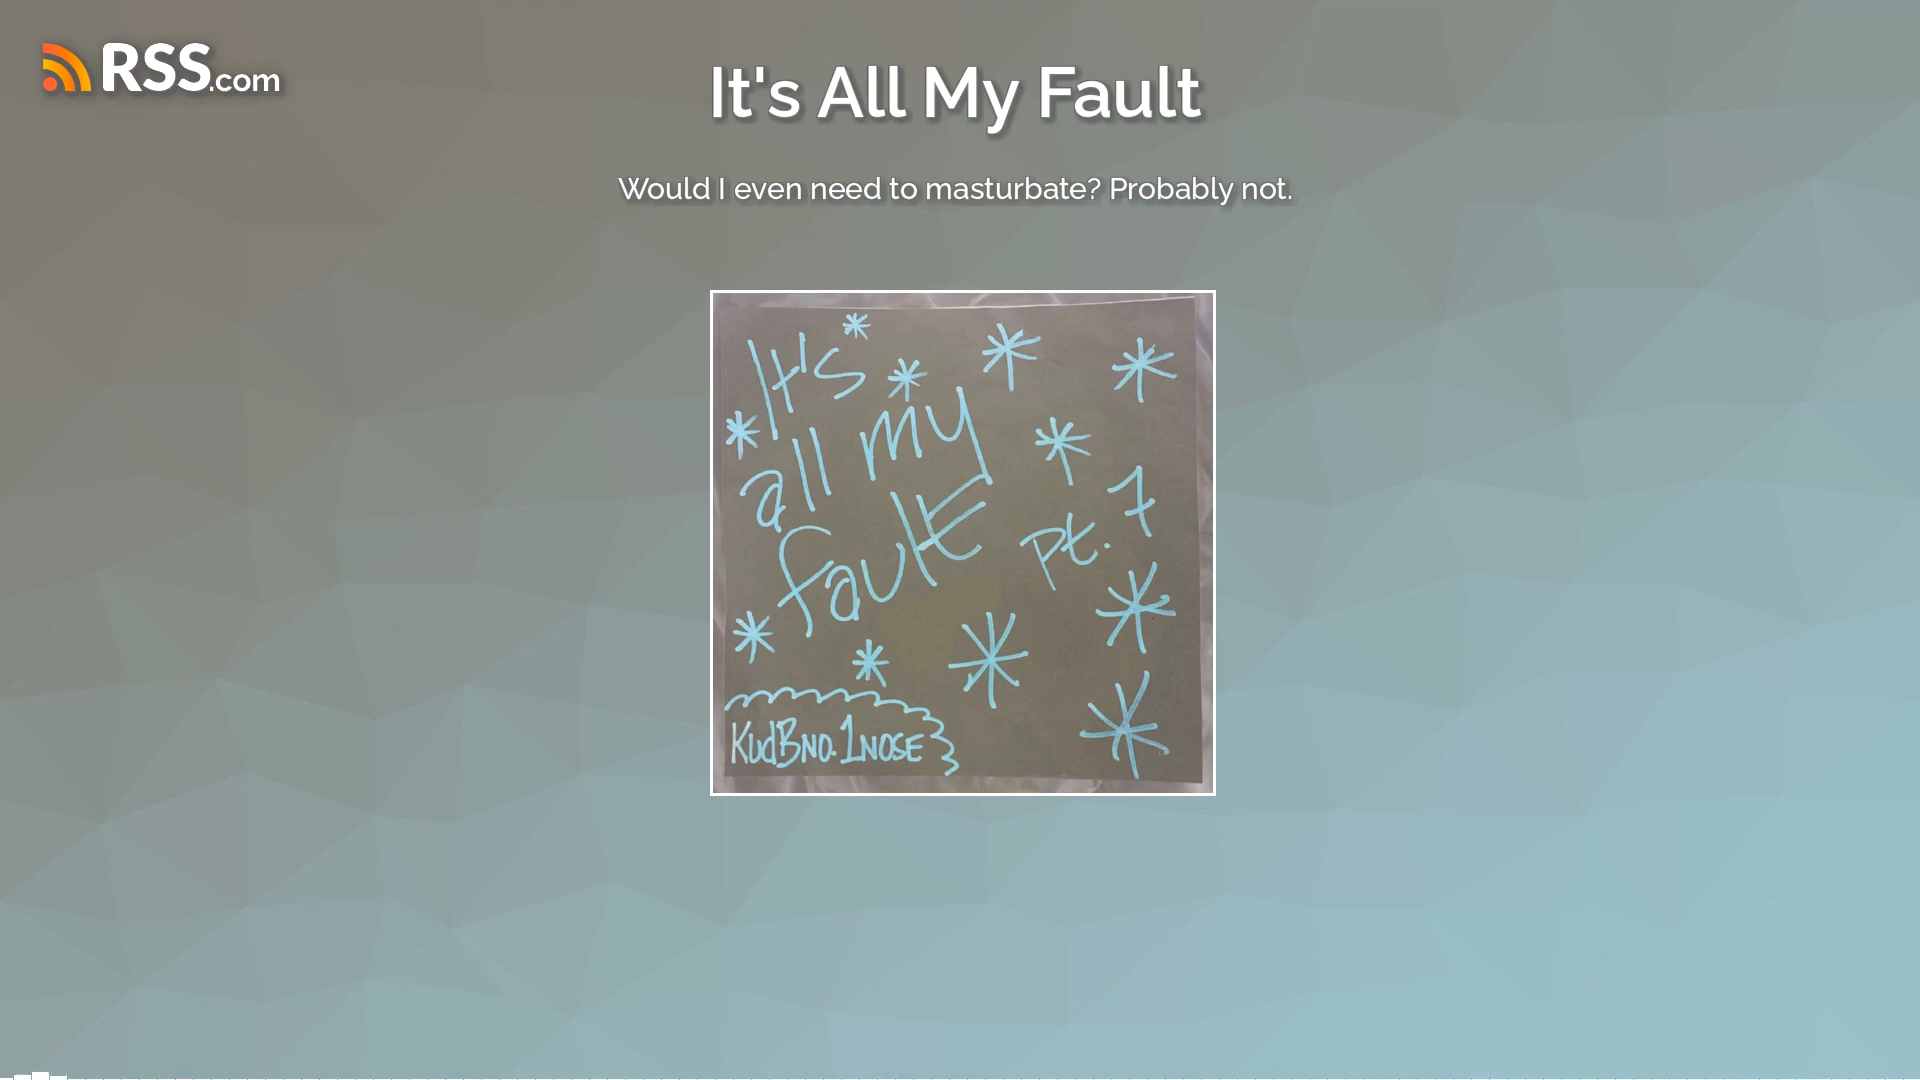 RSS.com
It's All My Fault
Would I even need to masturbate? Probably not.
It's
all my
fault
pt. 7
KudBNO.1NOSE